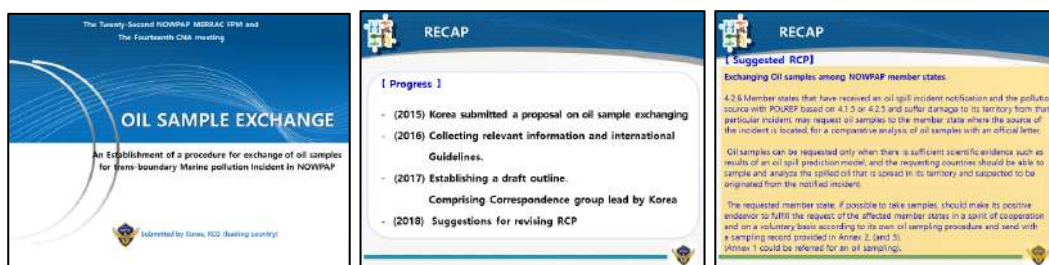 The Twenty-Second NOWPAP MERRAC FPM and
The Fourteenth CNA meeting
OIL SAMPLE EXCHANGE
An Establishment of a procedure for exchange of oil samples
for trans-boundary Marine pollution Incident in NOWPAP
Submitted by Korea, KCG (leading country)
RECAP
[ Progress ]
- (2015) Korea submitted a proposal on oil sample exchanging
- (2016) Collecting relevant information and international
Guidelines.
- (2017) Establishing a draft outline.
Comprising Correspondence group lead by Korea
- (2018) Suggestions for revising RCP
RECAP
[ Suggested RCP]
Exchanging Oil samples among NOWPAP member states
4.2.6 Member states that have received an oil spill incident notification and the pollutio
source with POLREP based on 4.1.5 or 4.2.5 and suffer damage to its territory from that
particular incident, may request oil samples to the member state where the source of
the incident is located, for a comparative analysis of oil samples with an official letter.
Oil samples can be requested only when there is sufficient scientific evidence such as
results of an oil spill prediction model, and the requesting countries should be able to
sample and analyze the spilled oil that is spread in its territory and suspected to be
originated from the notified incident.
The requested member state, if possible to take samples, should make its positive
endeavor to fulfill the request of the affected member states in a spirit of cooperation
and on a voluntary basis according to its own oil sampling procedure and send with
a sampling record provided in Annex 2, (and 3).
(Annex 1 could be referred for an oil sampling).